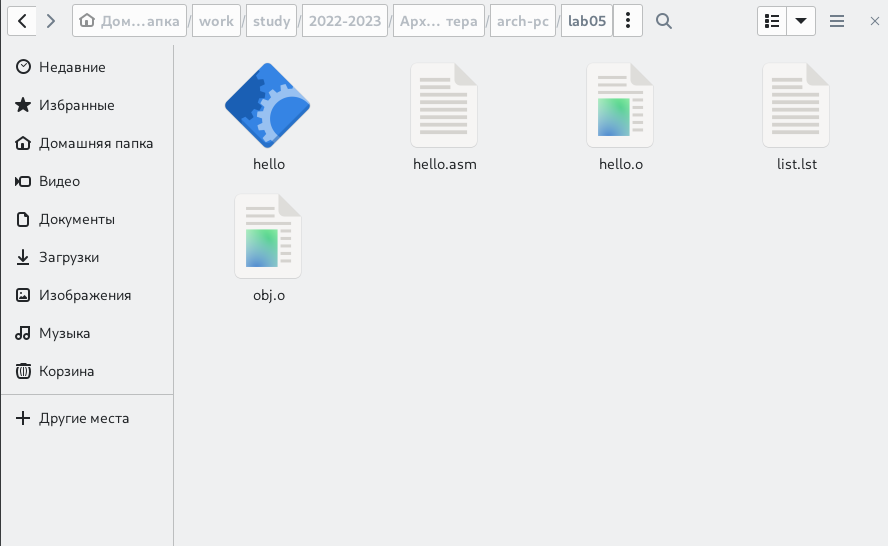 Дом…апка / work / study / 2022-2023 / Арх… тера / arch-pc / lab05
Недавние
Избранные
Домашняя папка
Видео
Документы
Загрузки
Изображения
Музыка
Корзина
Другие места
hello hello.asm hello.o list.lst
obj.o